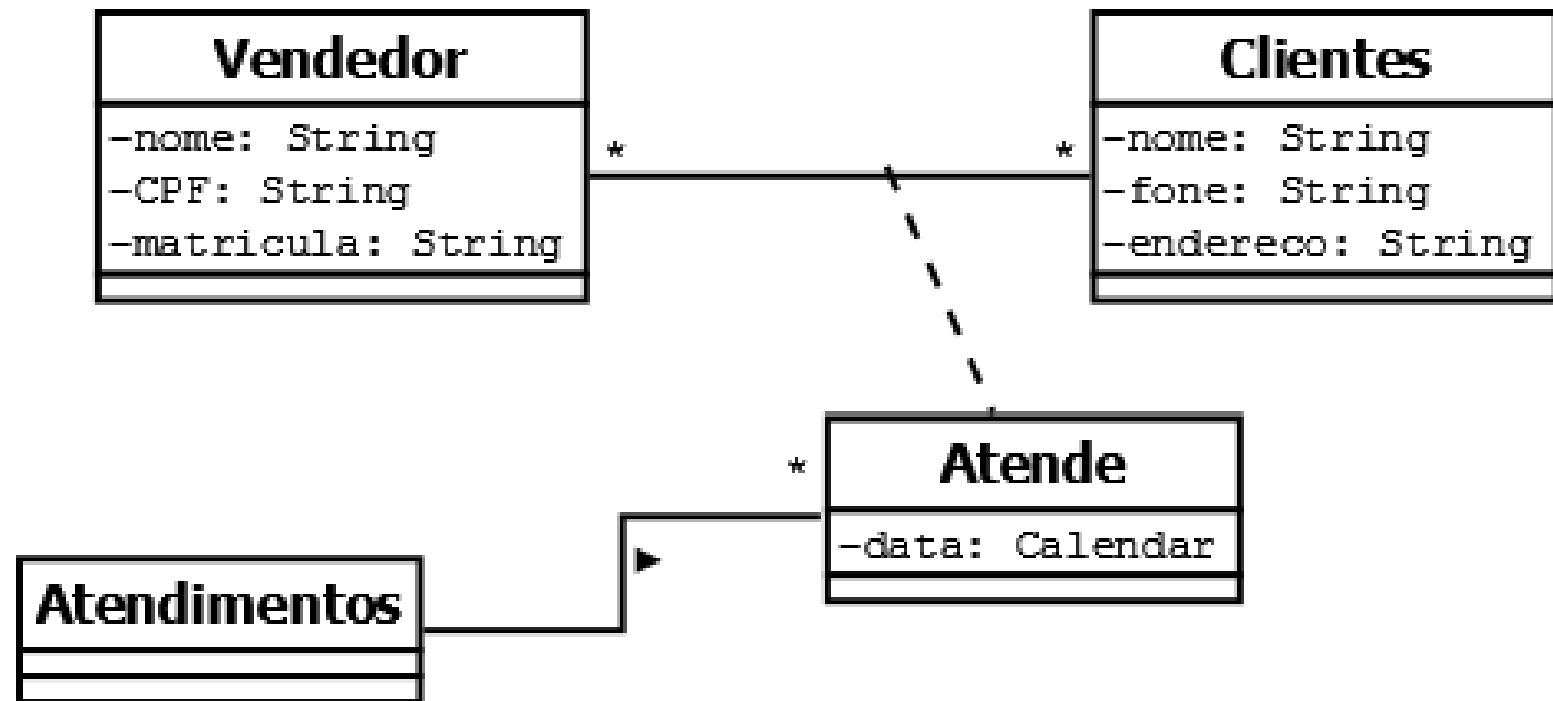 Vendedor
-nome: String
-CPF: String
-matricula: String
*
*
Clientes
-nome: String
-fone: String
-endereco: String
*
Atende
-data: Calendar
Atendimentos